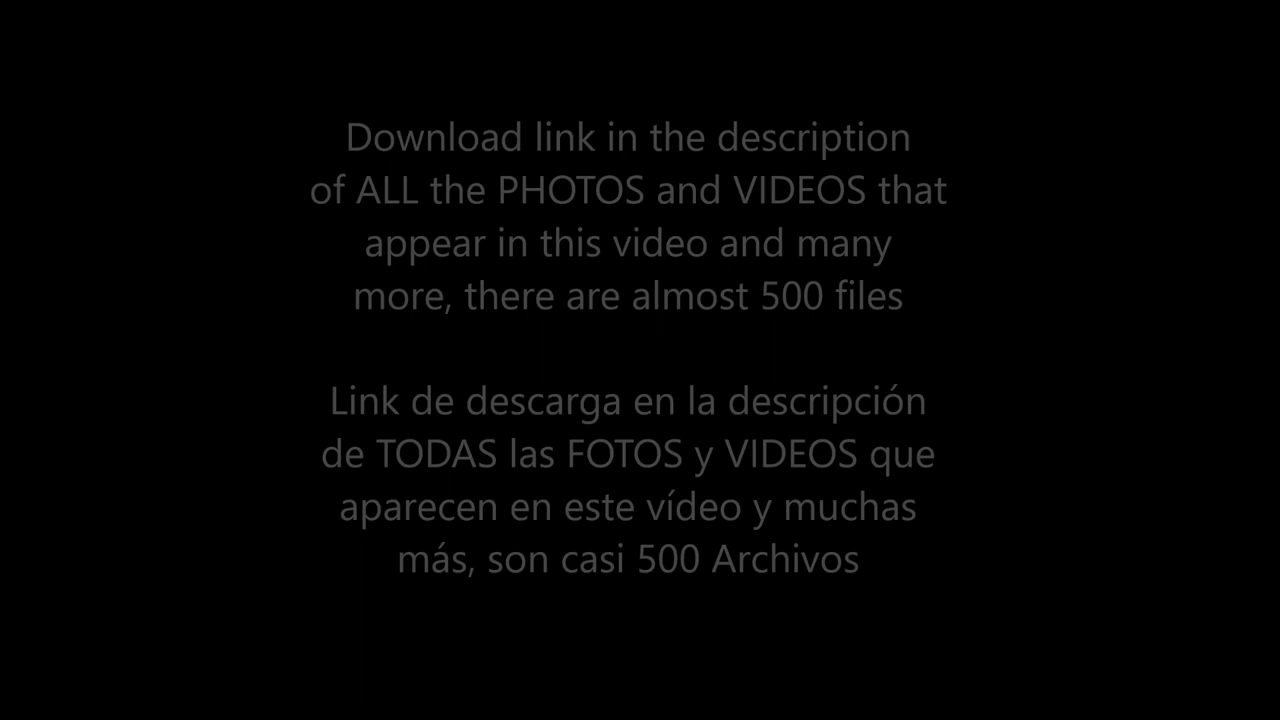 Download link in the description
of ALL the PHOTOS and VIDEOS that
appear in this video and many
more, there are almost 500 files
Link de descarga en la descripción
de TODAS las FOTOS y VIDEOS que
aparecen en este vídeo y muchas
más, son casi 500 Archivos